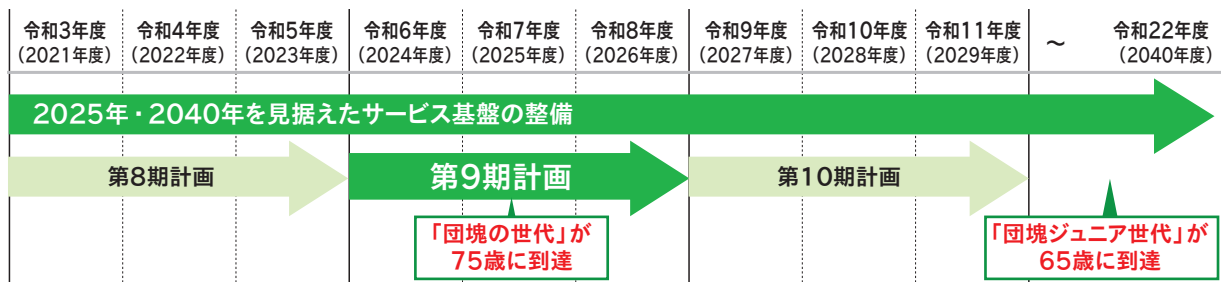 令和3年度 令和4年度 令和5年度 令和6年度 令和7年度 令和8年度 令和9年度 令和10年度 令和11年度 ～ 令和22年度
(2021年度) (2022年度) (2023年度) (2024年度) (2025年度) (2026年度) (2027年度) (2028年度) (2029年度) (2040年度)
2025年・2040年を見据えたサービス基盤の整備
第8期計画 第9期計画 第10期計画
「団塊の世代」が
75歳に到達
「団塊ジュニア世代」が
65歳に到達